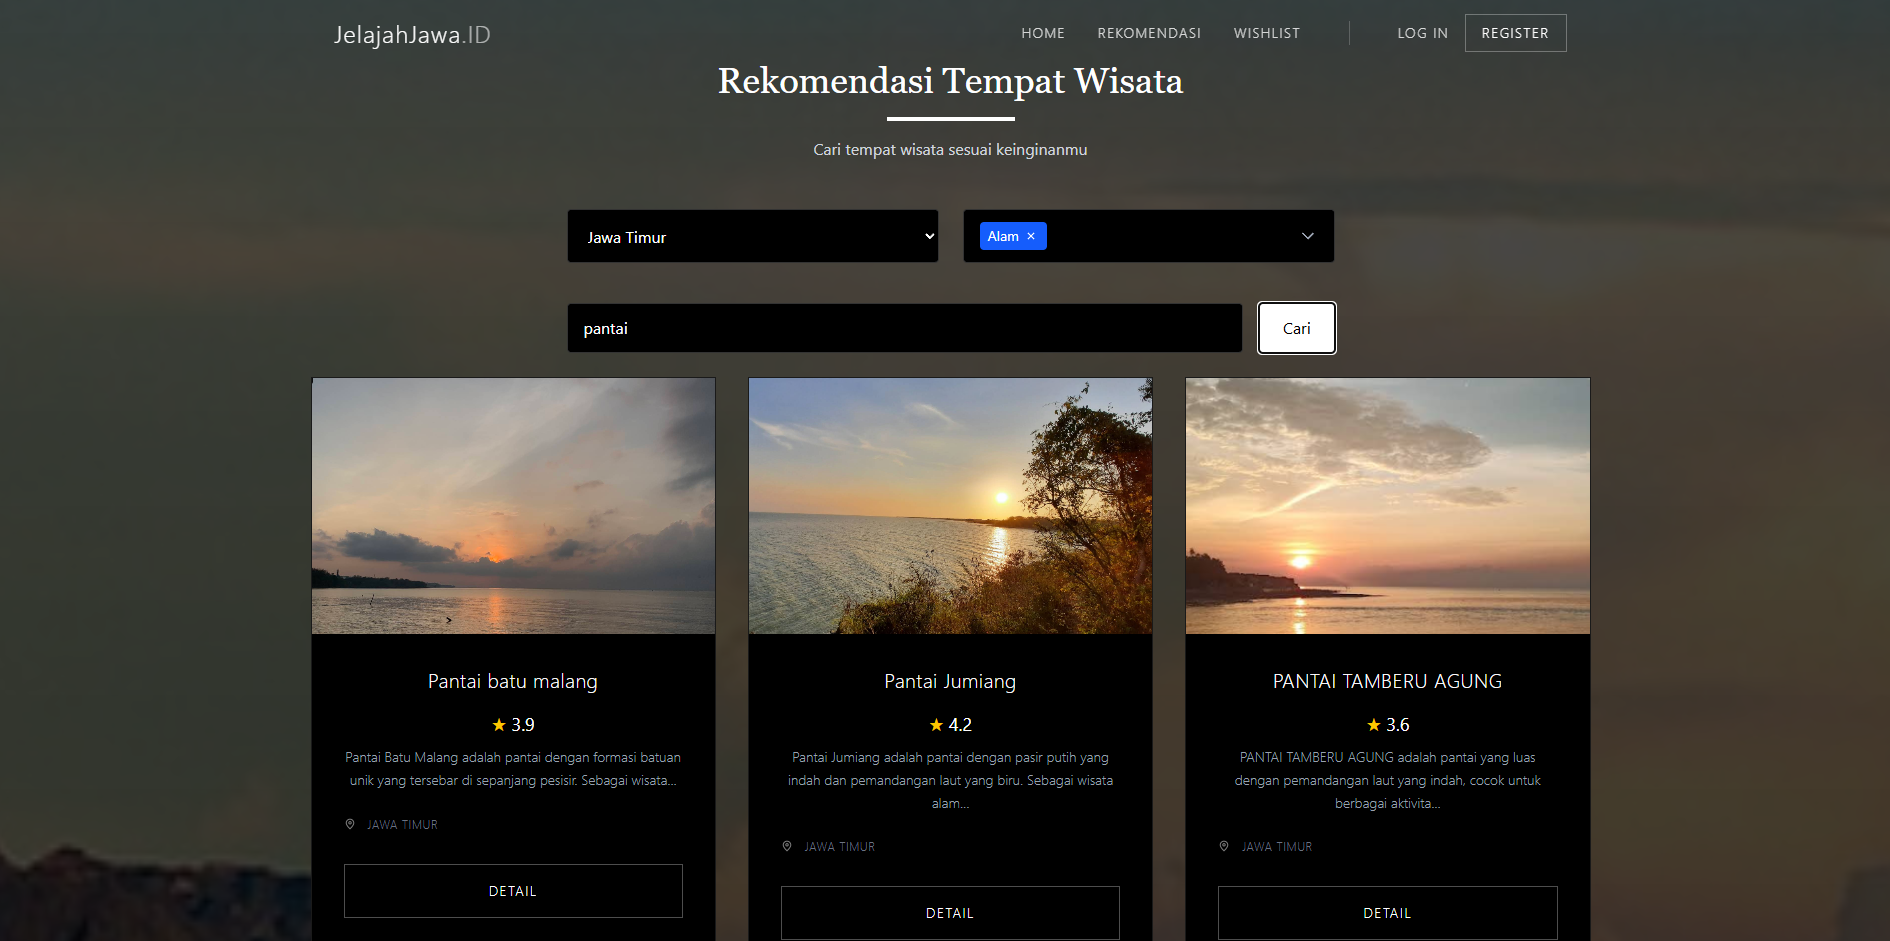 JelajahJawa.ID
HOME REKOMENDASI WISHLIST LOG IN REGISTER
Rekomendasi Tempat Wisata
Cari tempat wisata sesuai keinginanmu
Jawa Timur
Alam ×
pantai
Cari
Pantai batu malang
★ 3.9
Pantai Batu Malang adalah pantai dengan formasi batuan
unik yang tersebar di sepanjang pesisir. Sebagai wisata...
JAWA TIMUR
DETAIL
Pantai Jumiang
★ 4.2
Pantai Jumiang adalah pantai dengan pasir putih yang
indah dan pemandangan laut yang biru. Sebagai wisata
alam...
JAWA TIMUR
DETAIL
PANTAI TAMBERU AGUNG
★ 3.6
PANTAI TAMBERU AGUNG adalah pantai yang luas
dengan pemandangan laut yang indah, cocok untuk
berbagai aktivita...
JAWA TIMUR
DETAIL